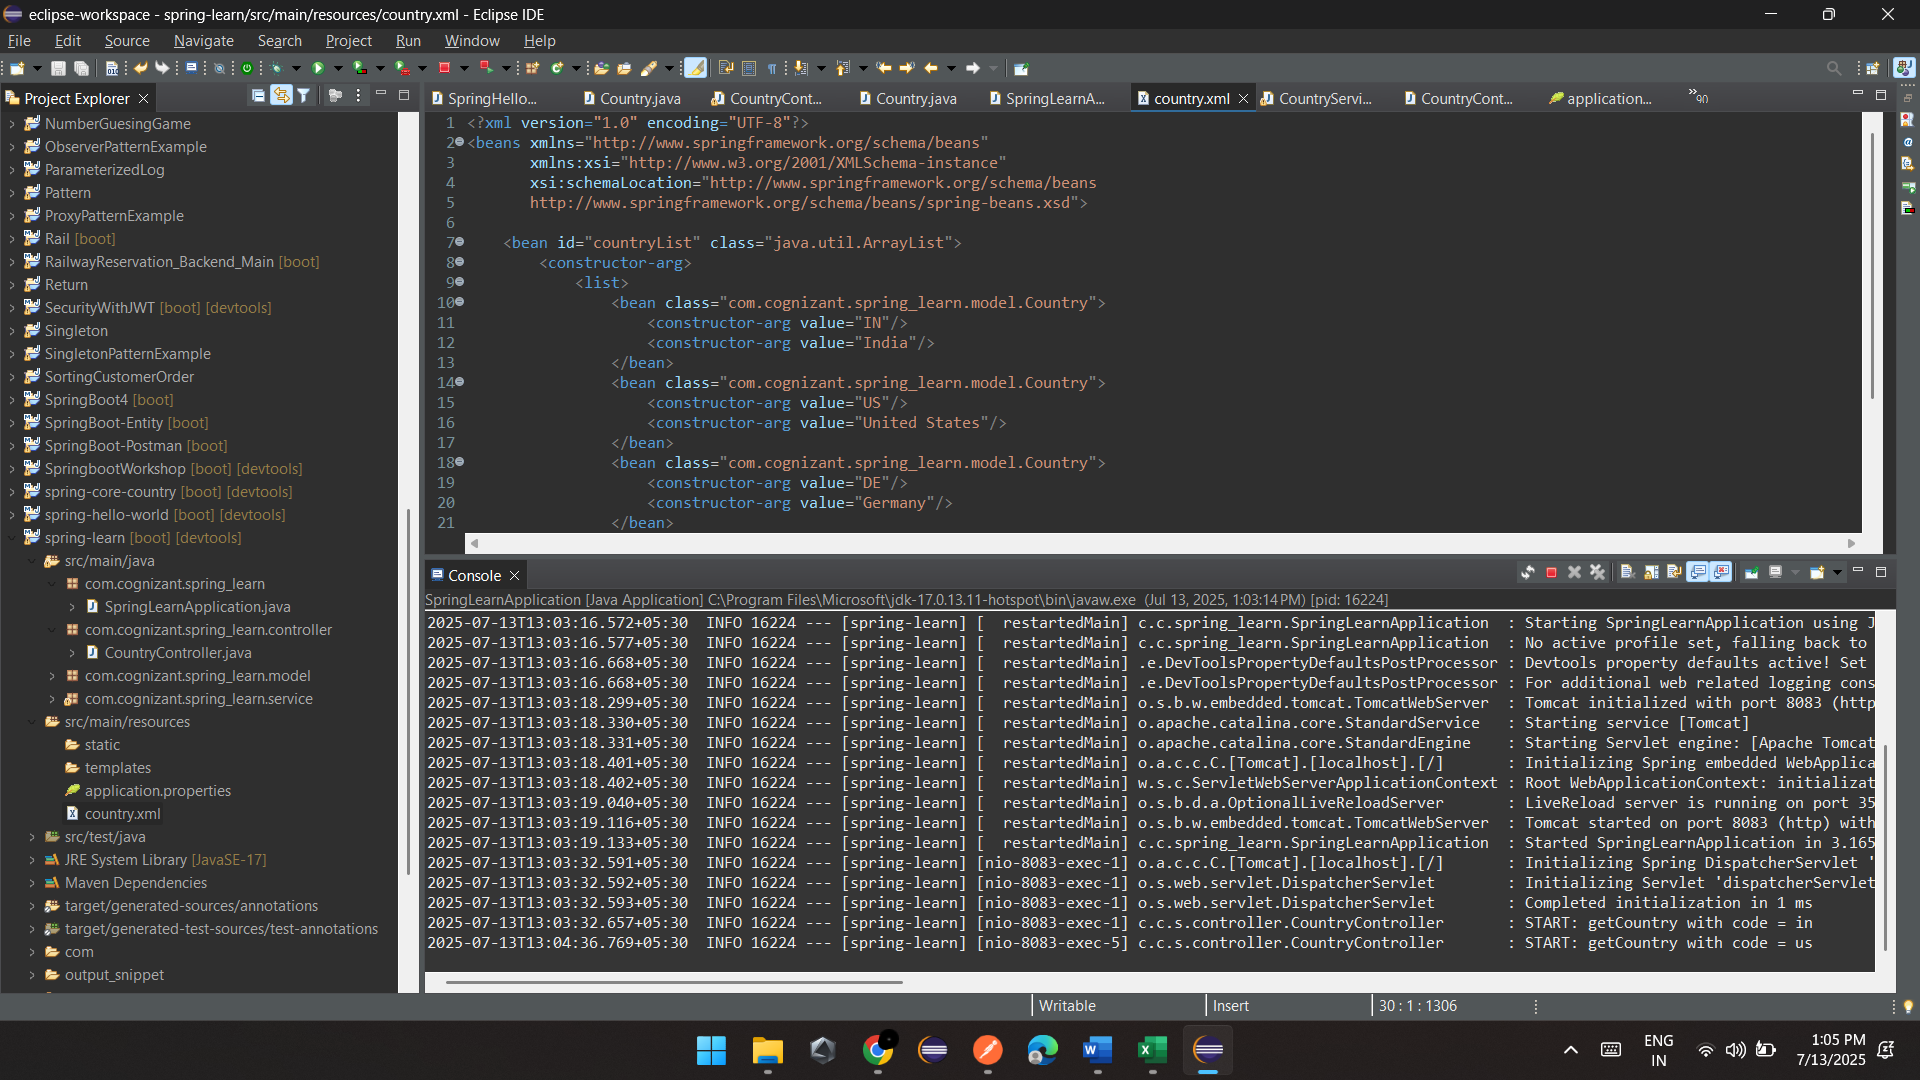 eclipse-workspace - spring-learn/src/main/resources/country.xml - Eclipse IDE
File Edit Source Navigate Search Project Run Window Help
Project Explorer
NumberGuesingGame
ObserverPatternExample
ParameterizedLog
Pattern
ProxyPatternExample
Rail [boot]
RailwayReservation_Backend_Main [boot]
Return
SecurityWithJWT [boot] [devtools]
Singleton
SingletonPatternExample
SortingCustomerOrder
SpringBoot4 [boot]
SpringBoot-Entity [boot]
SpringBoot-Postman [boot]
SpringbootWorkshop [boot] [devtools]
spring-core-country [boot] [devtools]
spring-hello-world [boot] [devtools]
spring-learn [boot] [devtools]
src/main/java
com.cognizant.spring_learn
SpringLearnApplication.java
com.cognizant.spring_learn.controller
CountryController.java
com.cognizant.spring_learn.model
com.cognizant.spring_learn.service
src/main/resources
static
templates
application.properties
country.xml
src/test/java
JRE System Library [JavaSE-17]
Maven Dependencies
target/generated-sources/annotations
target/generated-test-sources/test-annotations
com
output_snippet
SpringHello... Country.java CountryCont... Country.java SpringLearnA... country.xml CountryServi... CountryCont... application... »90
1 <?xml version="1.0" encoding="UTF-8"?>
2 <beans xmlns="http://www.springframework.org/schema/beans"
3 xmlns:xsi="http://www.w3.org/2001/XMLSchema-instance"
4 xsi:schemaLocation="http://www.springframework.org/schema/beans
5 http://www.springframework.org/schema/beans/spring-beans.xsd">
6
7 <bean id="countryList" class="java.util.ArrayList">
8 <constructor-arg>
9 <list>
10 <bean class="com.cognizant.spring_learn.model.Country">
11 <constructor-arg value="IN"/>
12 <constructor-arg value="India"/>
13 </bean>
14 <bean class="com.cognizant.spring_learn.model.Country">
15 <constructor-arg value="US"/>
16 <constructor-arg value="United States"/>
17 </bean>
18 <bean class="com.cognizant.spring_learn.model.Country">
19 <constructor-arg value="DE"/>
20 <constructor-arg value="Germany"/>
21 </bean>
Console
SpringLearnApplication [Java Application] C:\Program Files\Microsoft\jdk-17.0.13.11-hotspot\bin\javaw.exe (Jul 13, 2025, 1:03:14 PM) [pid: 16224]
2025-07-13T13:03:16.572+05:30 INFO 16224 --- [spring-learn] [ restartedMain] c.c.spring_learn.SpringLearnApplication : Starting SpringLearnApplication using J
2025-07-13T13:03:16.577+05:30 INFO 16224 --- [spring-learn] [ restartedMain] c.c.spring_learn.SpringLearnApplication : No active profile set, falling back to
2025-07-13T13:03:16.668+05:30 INFO 16224 --- [spring-learn] [ restartedMain] .e.DevToolsPropertyDefaultsPostProcessor : Devtools property defaults active! Set
2025-07-13T13:03:16.668+05:30 INFO 16224 --- [spring-learn] [ restartedMain] .e.DevToolsPropertyDefaultsPostProcessor : For additional web related logging cons
2025-07-13T13:03:18.299+05:30 INFO 16224 --- [spring-learn] [ restartedMain] o.s.b.w.embedded.tomcat.TomcatWebServer : Tomcat initialized with port 8083 (http
2025-07-13T13:03:18.330+05:30 INFO 16224 --- [spring-learn] [ restartedMain] o.apache.catalina.core.StandardService : Starting service [Tomcat]
2025-07-13T13:03:18.331+05:30 INFO 16224 --- [spring-learn] [ restartedMain] o.apache.catalina.core.StandardEngine : Starting Servlet engine: [Apache Tomcat
2025-07-13T13:03:18.401+05:30 INFO 16224 --- [spring-learn] [ restartedMain] o.a.c.c.C.[Tomcat].[localhost].[/] : Initializing Spring embedded WebApplica
2025-07-13T13:03:18.402+05:30 INFO 16224 --- [spring-learn] [ restartedMain] w.s.c.ServletWebServerApplicationContext : Root WebApplicationContext: initializat
2025-07-13T13:03:19.040+05:30 INFO 16224 --- [spring-learn] [ restartedMain] o.s.b.d.a.OptionalLiveReloadServer : LiveReload server is running on port 35
2025-07-13T13:03:19.116+05:30 INFO 16224 --- [spring-learn] [ restartedMain] o.s.b.w.embedded.tomcat.TomcatWebServer : Tomcat started on port 8083 (http) with
2025-07-13T13:03:19.133+05:30 INFO 16224 --- [spring-learn] [ restartedMain] c.c.spring_learn.SpringLearnApplication : Started SpringLearnApplication in 3.165
2025-07-13T13:03:32.591+05:30 INFO 16224 --- [spring-learn] [nio-8083-exec-1] o.a.c.c.C.[Tomcat].[localhost].[/] : Initializing Spring DispatcherServlet '
2025-07-13T13:03:32.592+05:30 INFO 16224 --- [spring-learn] [nio-8083-exec-1] o.s.web.servlet.DispatcherServlet : Initializing Servlet 'dispatcherServlet
2025-07-13T13:03:32.593+05:30 INFO 16224 --- [spring-learn] [nio-8083-exec-1] o.s.web.servlet.DispatcherServlet : Completed initialization in 1 ms
2025-07-13T13:03:32.657+05:30 INFO 16224 --- [spring-learn] [nio-8083-exec-1] c.c.s.controller.CountryController : START: getCountry with code = in
2025-07-13T13:04:36.769+05:30 INFO 16224 --- [spring-learn] [nio-8083-exec-5] c.c.s.controller.CountryController : START: getCountry with code = us
Writable Insert 30 : 1 : 1306
ENG
IN
1:05 PM
7/13/2025